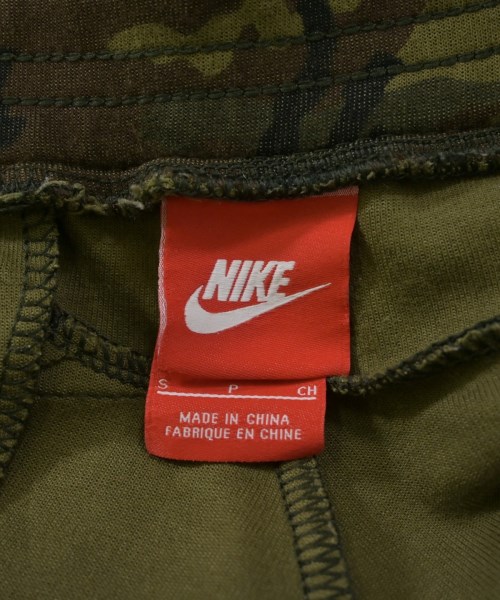 NIKE
S P CH
MADE IN CHINA
FABRIQUE EN CHINE